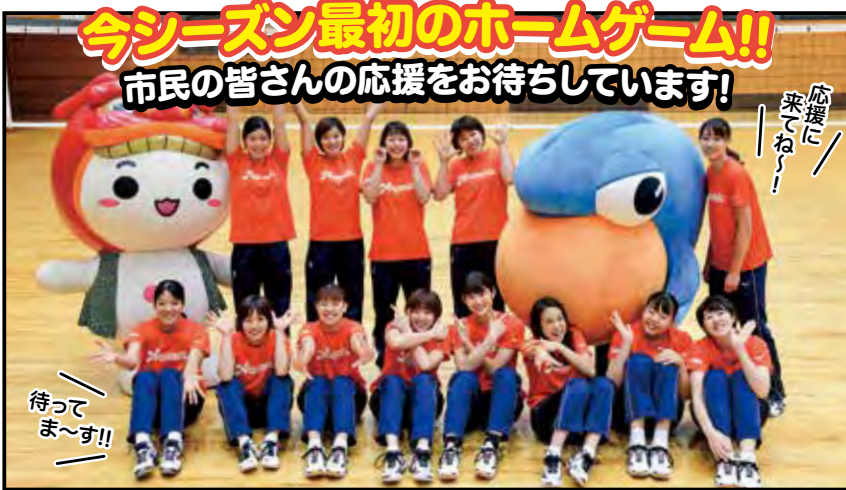 今シーズン最初のホームゲーム!!
市民の皆さんの応援をお待ちしています!
応援に
来てね〜!
待って
ま〜す!!